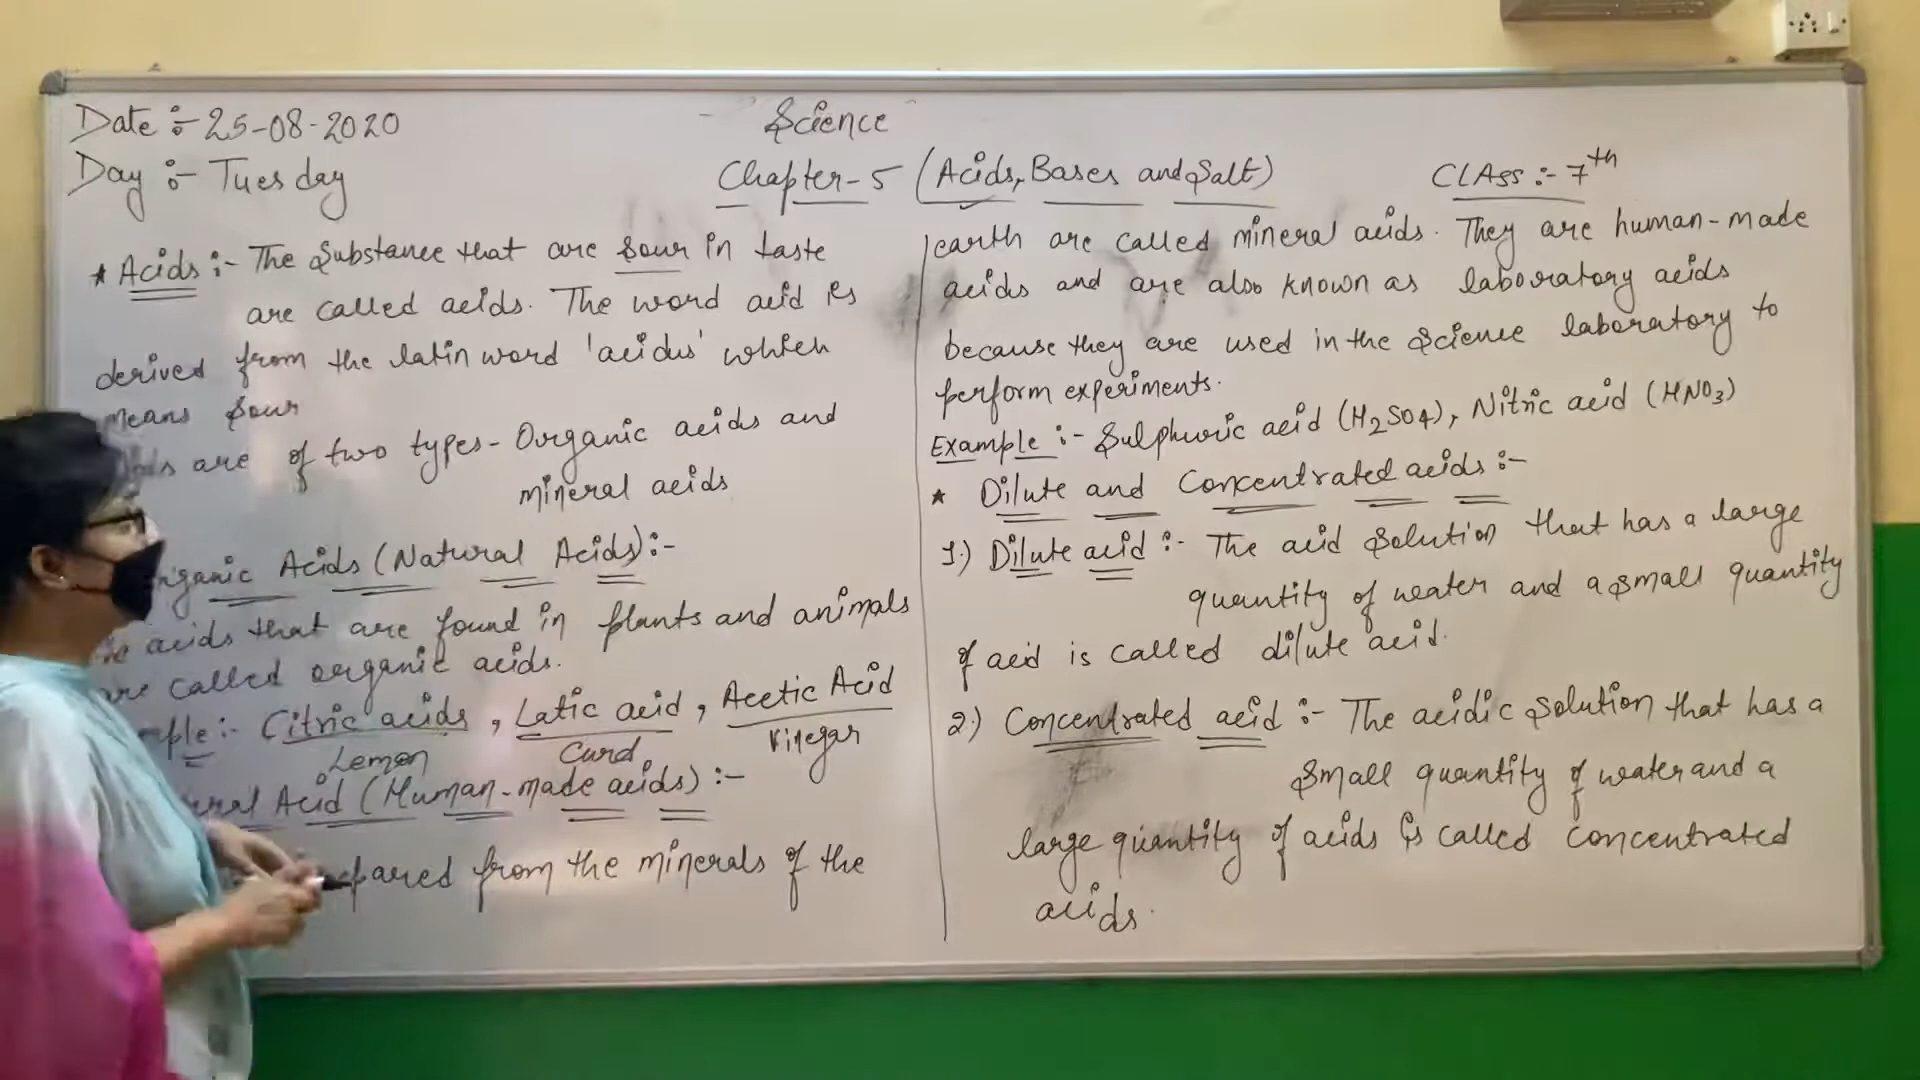 Date :- 25-08-2020
Day :- Tuesday
Science
Chapter-5 (Acids, Bases and Salt)
CLAss :- 7th
* Acids :- The Substance that are sour in taste
are called acids. The word acid is
derived from the latin word 'acidus' which
means sour
are of two types- Organic acids and
mineral acids
Organic Acids (Natural Acids):-
acids that are found in plants and animals
are called organic acids.
:- Citric acids, Latic acid, Acetic Acid
Lemon Curd Vinegar
Acid (Human-made acids) :-
from the minerals of the
earth are called mineral acids. They are human-made
acids and are also known as laboratory acids
because they are used in the Science laboratory to
perform experiments.
Example :- Sulphuric acid (H2SO4), Nitric acid (HNO3)
* Dilute and Concentrated acids :-
1.) Dilute acid :- The acid Solution that has a large
quantity of water and a small quantity
of acid is called dilute acid.
2.) Concentrated acid :- The acidic Solution that has a
Small quantity of water and a
large quantity of acids is called concentrated
acids.